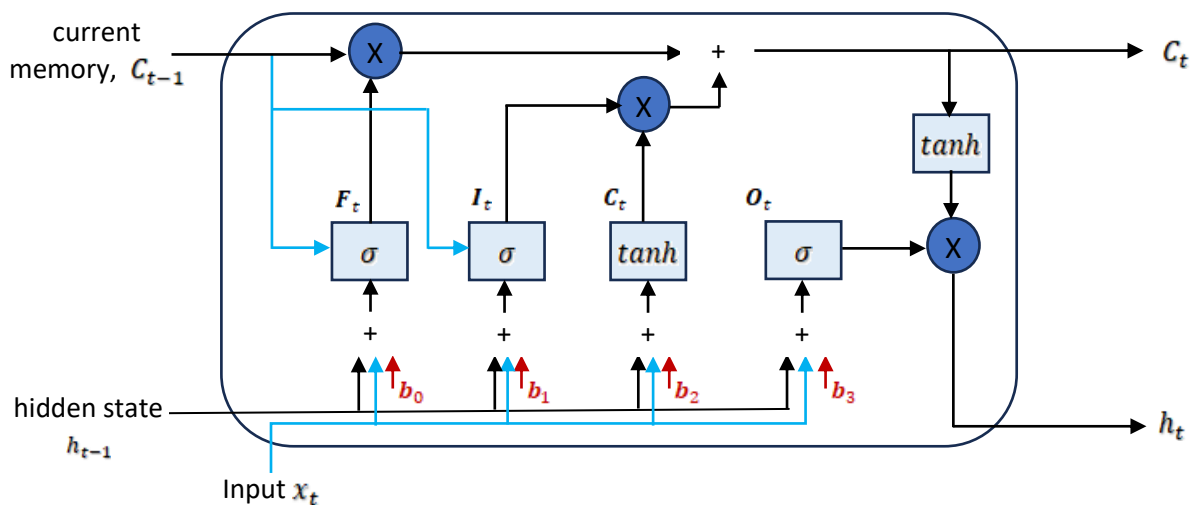 current
memory, C_{t-1}
X
+
C_t
X
tanh
F_t
I_t
C_t
O_t
σ
σ
tanh
σ
X
+
+
+
+
b_0
b_1
b_2
b_3
hidden state
h_{t-1}
h_t
Input x_t